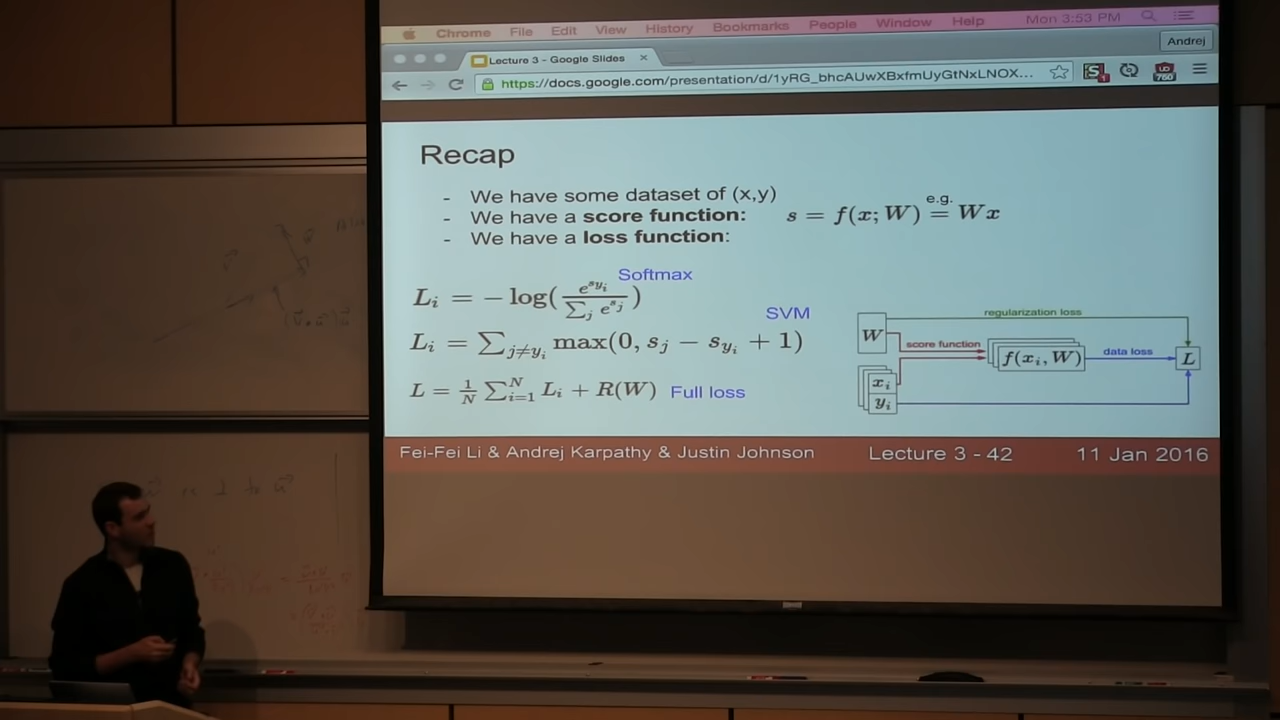 Chrome File Edit View History Bookmarks People Window Help Mon 3:53 PM
Lecture 3 - Google Slides × Andrej
https://docs.google.com/presentation/d/1yRG_bhcAUwXBxfmUyGtNxLNOX...
Recap
- We have some dataset of (x,y)
- We have a score function: s = f(x; W) e.g. = Wx
- We have a loss function:
Softmax
L_i = −log(e^{s_{y_i}} / ∑_j e^{s_j})
SVM
L_i = ∑_{j≠y_i} max(0, s_j − s_{y_i} + 1)
L = 1/N ∑_{i=1}^{N} L_i + R(W) Full loss
regularization loss
W
score function f(x_i, W) data loss L
x_i
y_i
Fei-Fei Li & Andrej Karpathy & Justin Johnson Lecture 3 - 42 11 Jan 2016